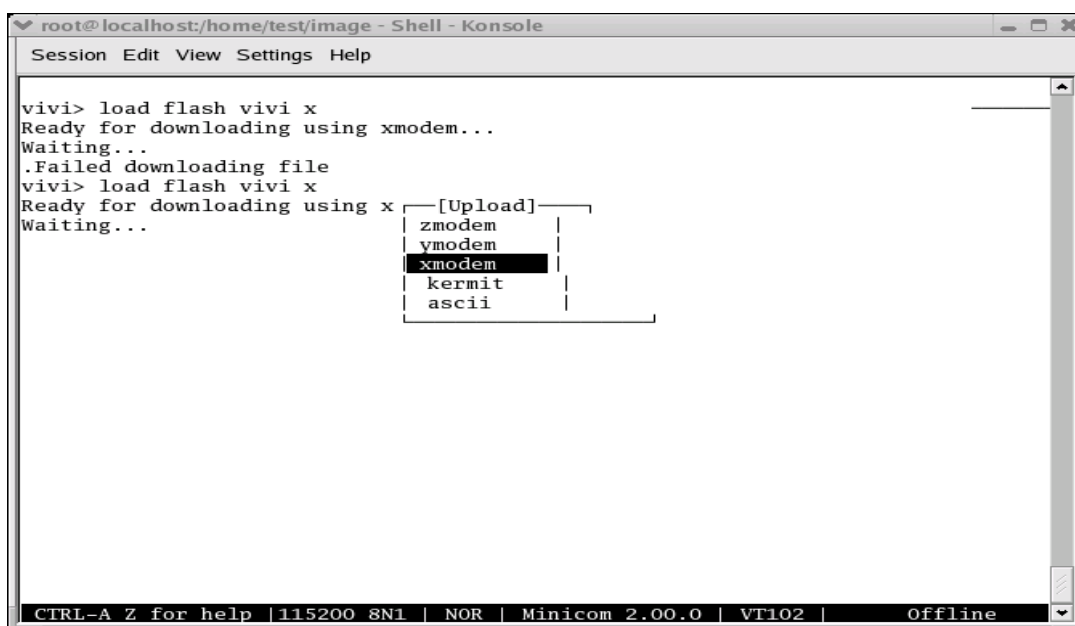 root@localhost:/home/test/image - Shell - Konsole
Session Edit View Settings Help
vivi> load flash vivi x
Ready for downloading using xmodem...
Waiting...
.Failed downloading file
vivi> load flash vivi x
Ready for downloading using x
[Upload]
Waiting...
zmodem
ymodem
xmodem
kermit
ascii
CTRL-A Z for help |115200 8N1 | NOR | Minicom 2.00.0 | VT102 | Offline